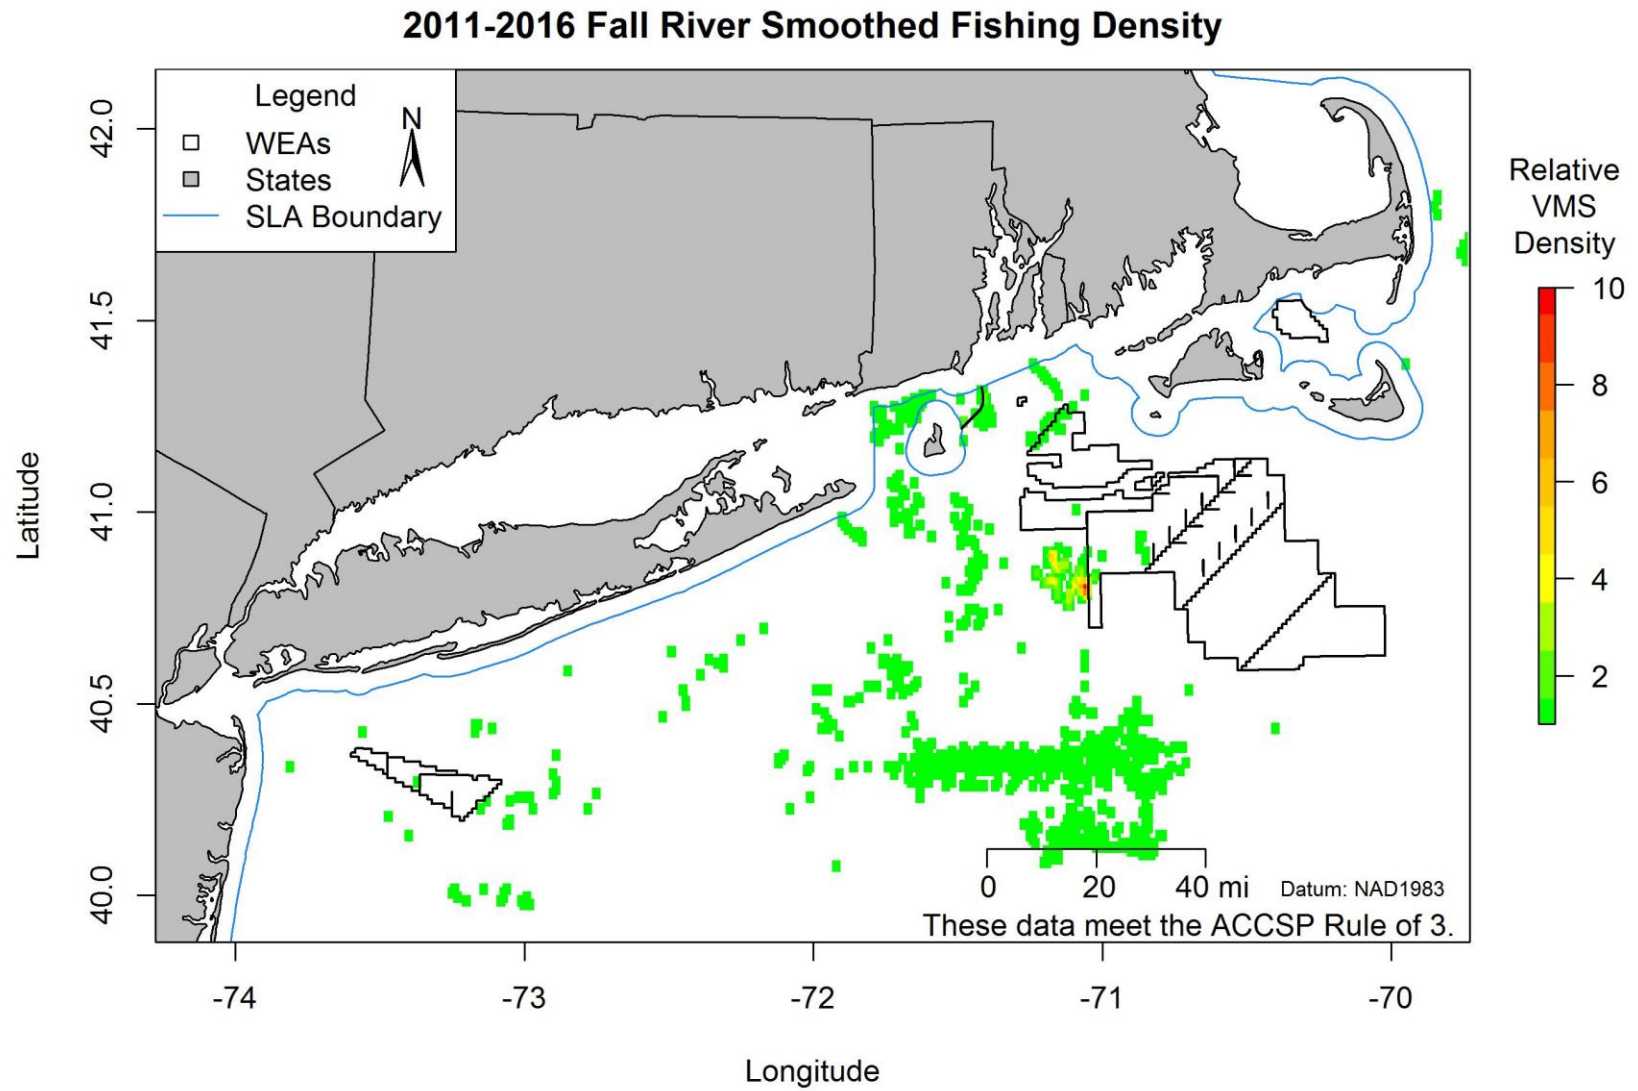 2011-2016 Fall River Smoothed Fishing Density
Legend
N
WEAs
States
SLA Boundary
Relative
VMS
Density
10
8
6
4
2
Latitude
42.0
41.5
41.0
40.5
40.0
0 20 40 mi Datum: NAD1983
These data meet the ACCSP Rule of 3.
-74 -73 -72 -71 -70
Longitude